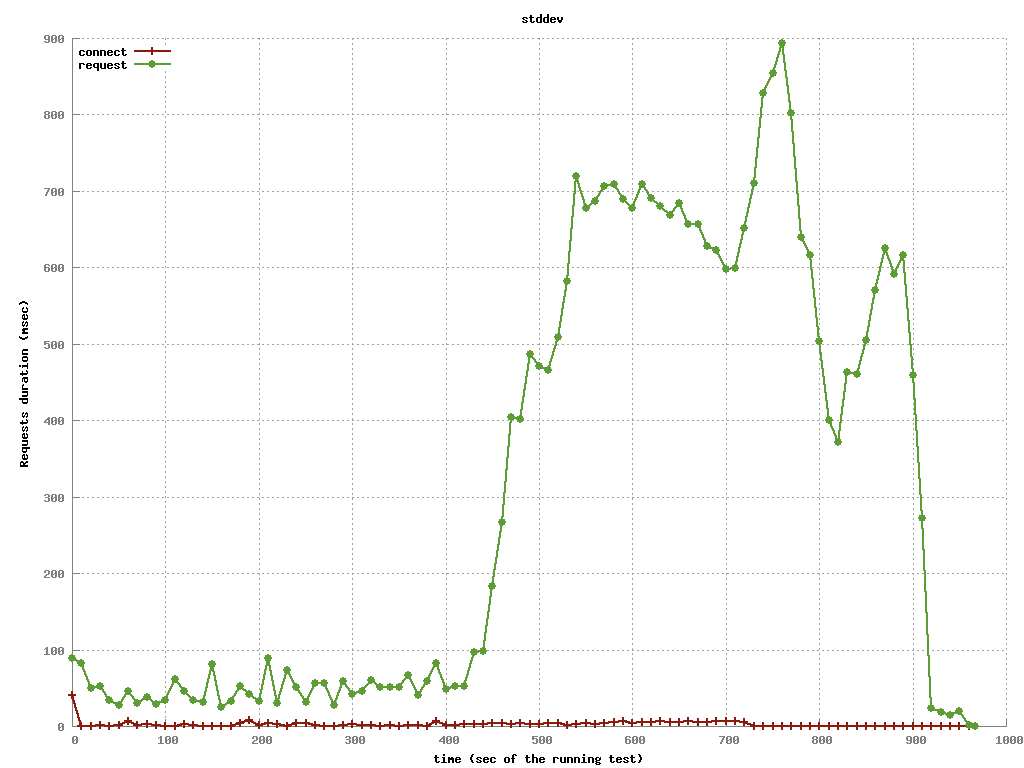 stddev
connect
request
900
800
700
600
500
400
300
200
100
0
Requests duration (msec)
0 100 200 300 400 500 600 700 800 900 1000
time (sec of the running test)